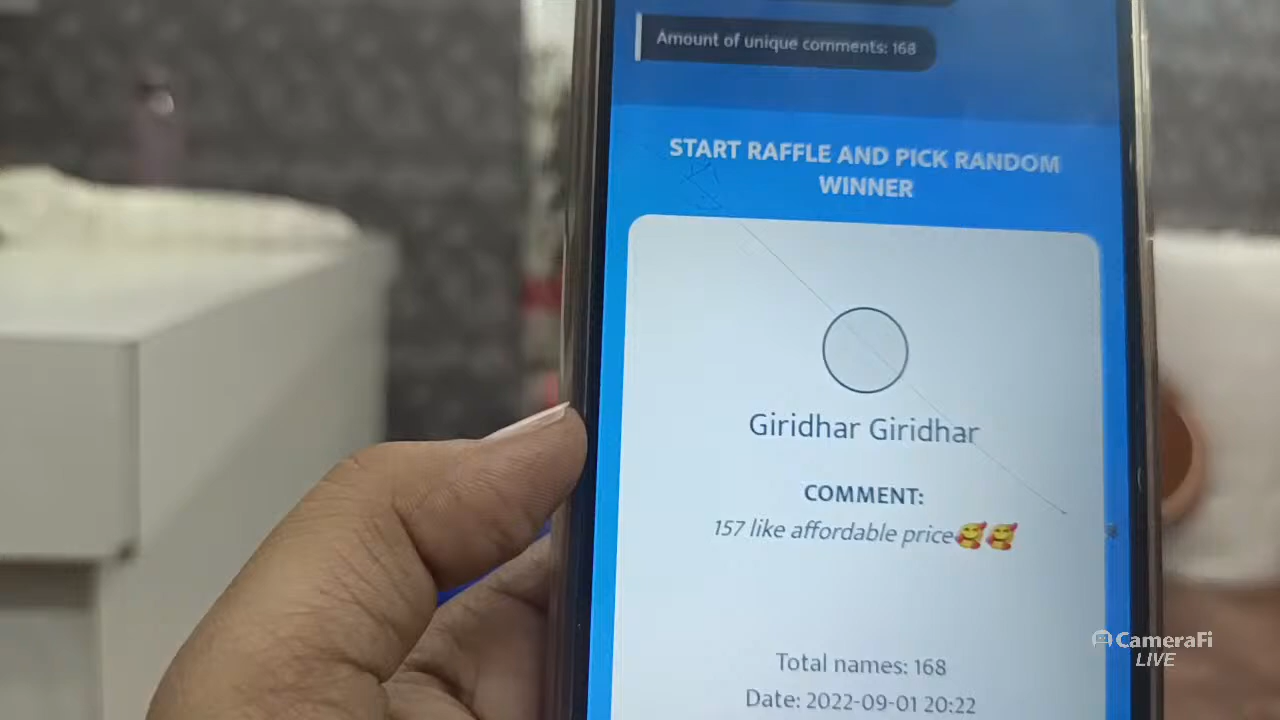 Amount of unique comments: 168
START RAFFLE AND PICK RANDOM
WINNER
Giridhar Giridhar
COMMENT:
157 like affordable price🥰🥰
Total names: 168
Date: 2022-09-01 20:22
CameraFi
LIVE